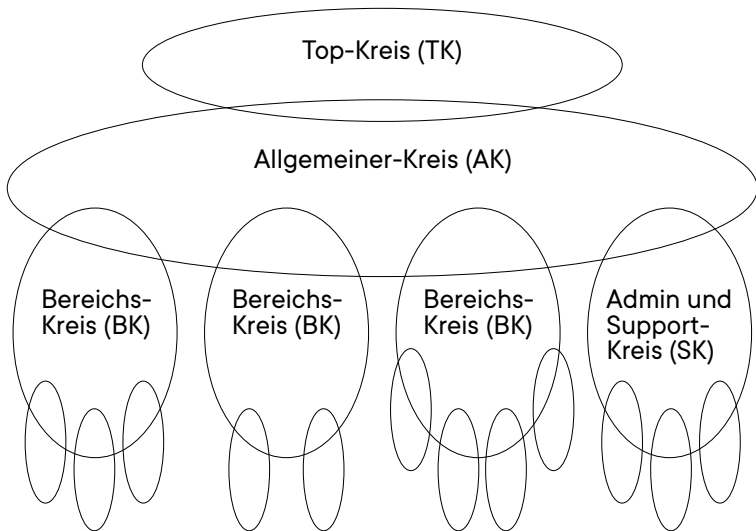 Top-Kreis (TK)
Allgemeiner-Kreis (AK)
Bereichs-
Kreis (BK)
Bereichs-
Kreis (BK)
Bereichs-
Kreis (BK)
Admin und
Support-
Kreis (SK)